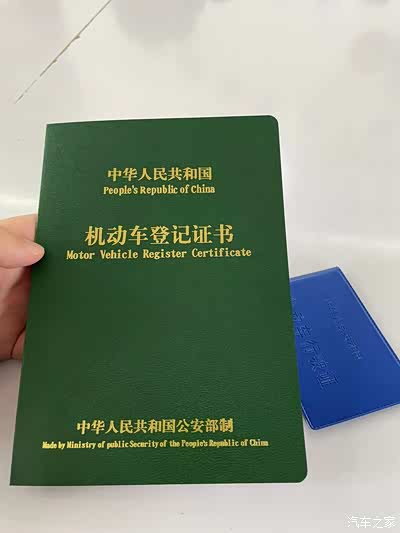 中华人民共和国
People's Republic of China
机动车登记证书
Motor Vehicle Register Certificate
中华人民共和国公安部制
Made by Ministry of public Security of the People's Republic of China
汽车之家